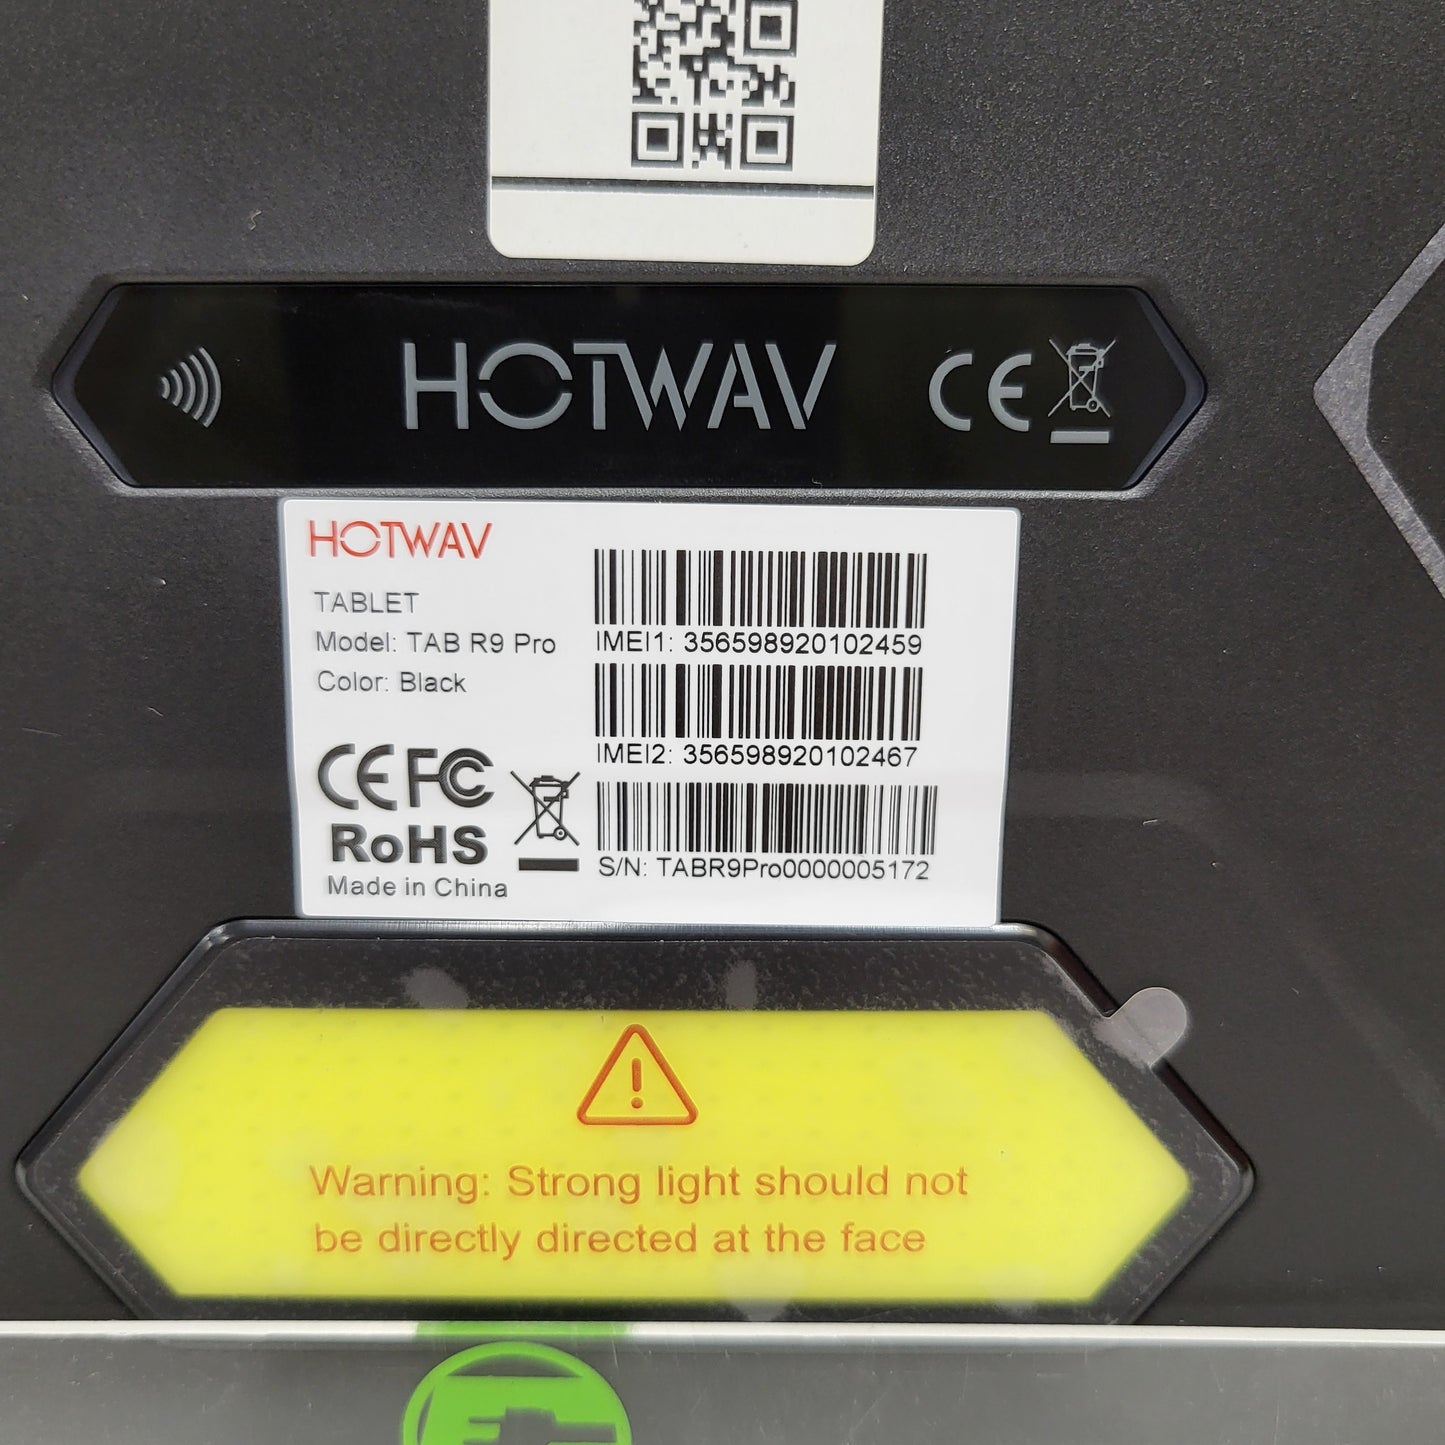 HOTWAV CE
HOTWAV
TABLET
Model: TAB R9 Pro
Color: Black
CE FC
RoHS
Made in China
IMEI1: 356598920102459
IMEI2: 356598920102467
S/N: TABR9Pro0000005172
Warning: Strong light should not
be directly directed at the face